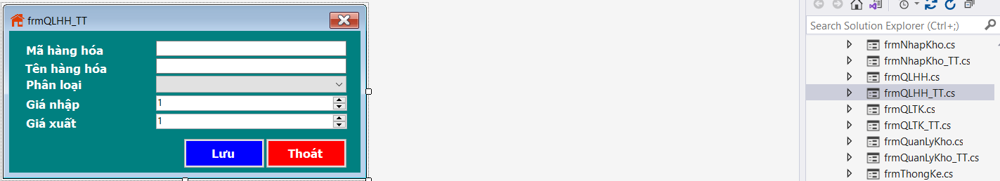 frmQLHH_TT
Mã hàng hóa
Tên hàng hóa
Phân loại
Giá nhập 1
Giá xuất 1
Lưu Thoát
Search Solution Explorer (Ctrl+;)
frmNhapKho.cs
frmNhapKho_TT.cs
frmQLHH.cs
frmQLHH_TT.cs
frmQLTK.cs
frmQLTK_TT.cs
frmQuanLyKho.cs
frmQuanLyKho_TT.cs
frmThongKe.cs